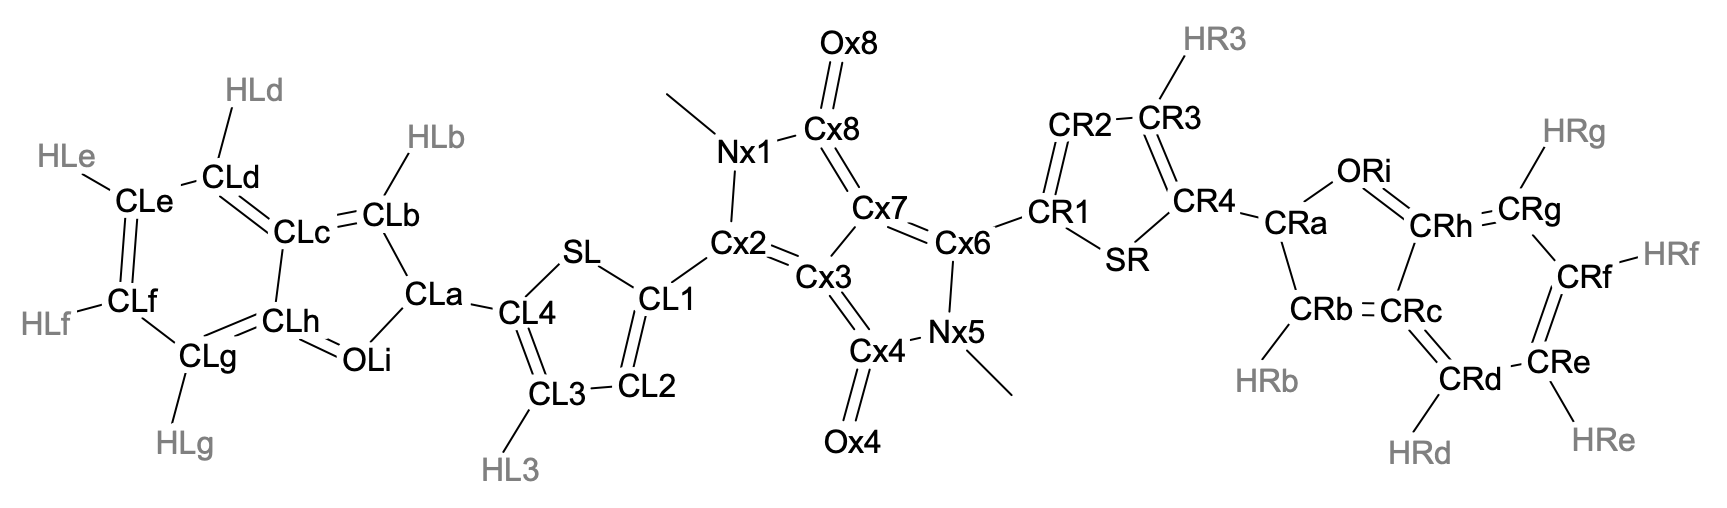 HR3
Ox8
HLd
CR2 CR3
Cx8
HRg
HLb
HLe
Nx1
ORi
CLd
CLe
CR4
Cx7
CRg
CR1
CLb
CRa
CRh
CLc
Cx2
Cx6
HRf
SL
SR
Cx3
CRf
CLa
CL1
CLf
CL4
CRb
CRc
HLf
CLh
Nx5
Cx4
CLg
OLi
CRe
CRd
HRb
CL2
CL3
HLg
Ox4
HRe
HRd
HL3